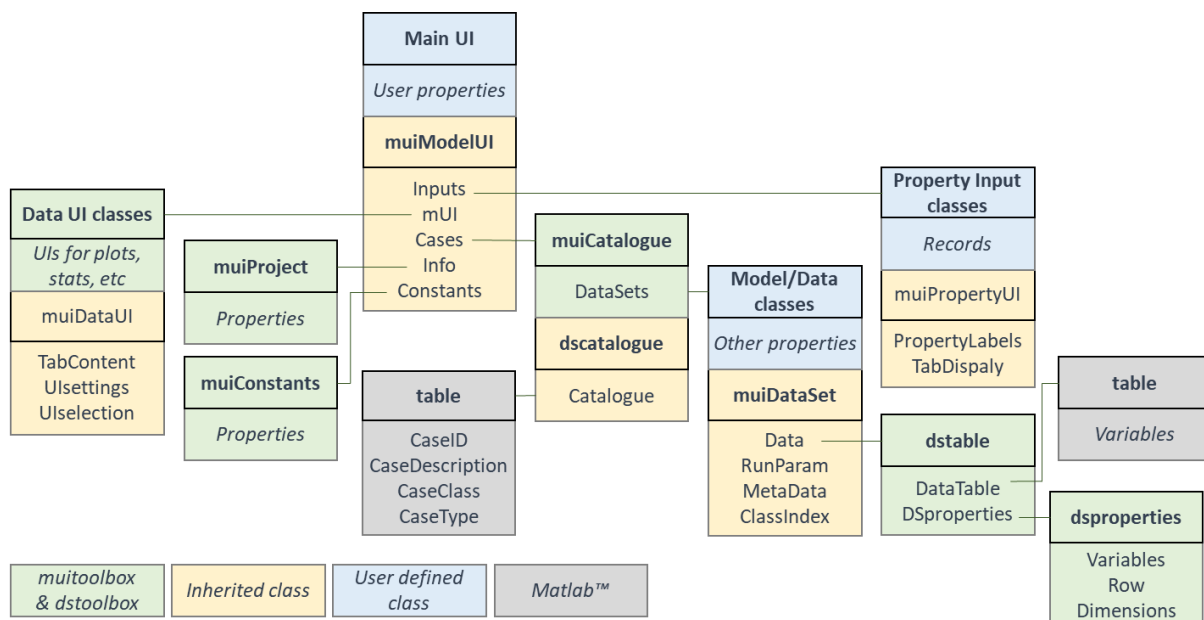 Main UI
User properties
muiModelUI
Inputs
mUI
Cases
Info
Constants
Data UI classes
UIs for plots,
stats, etc
muiDataUI
TabContent
UIsettings
UIselection
muiProject
Properties
muiConstants
Properties
table
CaseID
CaseDescription
CaseClass
CaseType
muiCatalogue
DataSets
dscatalogue
Catalogue
Model/Data
classes
Other properties
muiDataSet
Data
RunParam
MetaData
ClassIndex
Property Input
classes
Records
muiPropertyUI
PropertyLabels
TabDispaly
dstable
DataTable
DSproperties
table
Variables
dsproperties
Variables
Row
Dimensions
muitoolbox
& dstoolbox
Inherited class
User defined
class
Matlab™